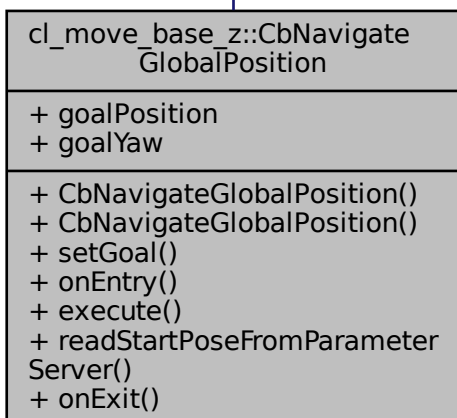 cl_move_base_z::CbNavigate
GlobalPosition
+ goalPosition
+ goalYaw
+ CbNavigateGlobalPosition()
+ CbNavigateGlobalPosition()
+ setGoal()
+ onEntry()
+ execute()
+ readStartPoseFromParameter
Server()
+ onExit()